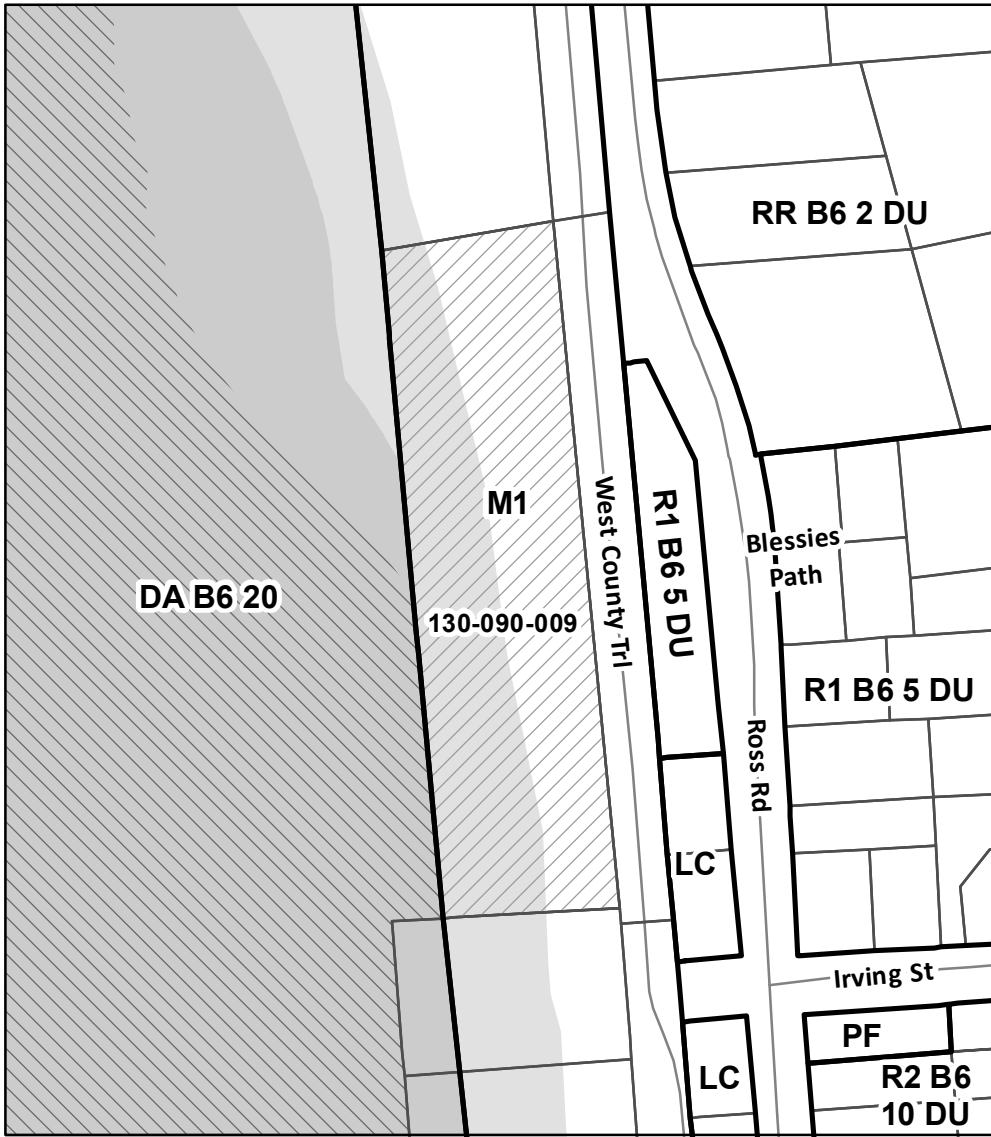 RR B6 2 DU
M1
West County Trl
R1 B6 5 DU
Blessies
Path
DA B6 20
130-090-009
R1 B6 5 DU
Ross Rd
LC
Irving St
PF
LC
R2 B6
10 DU